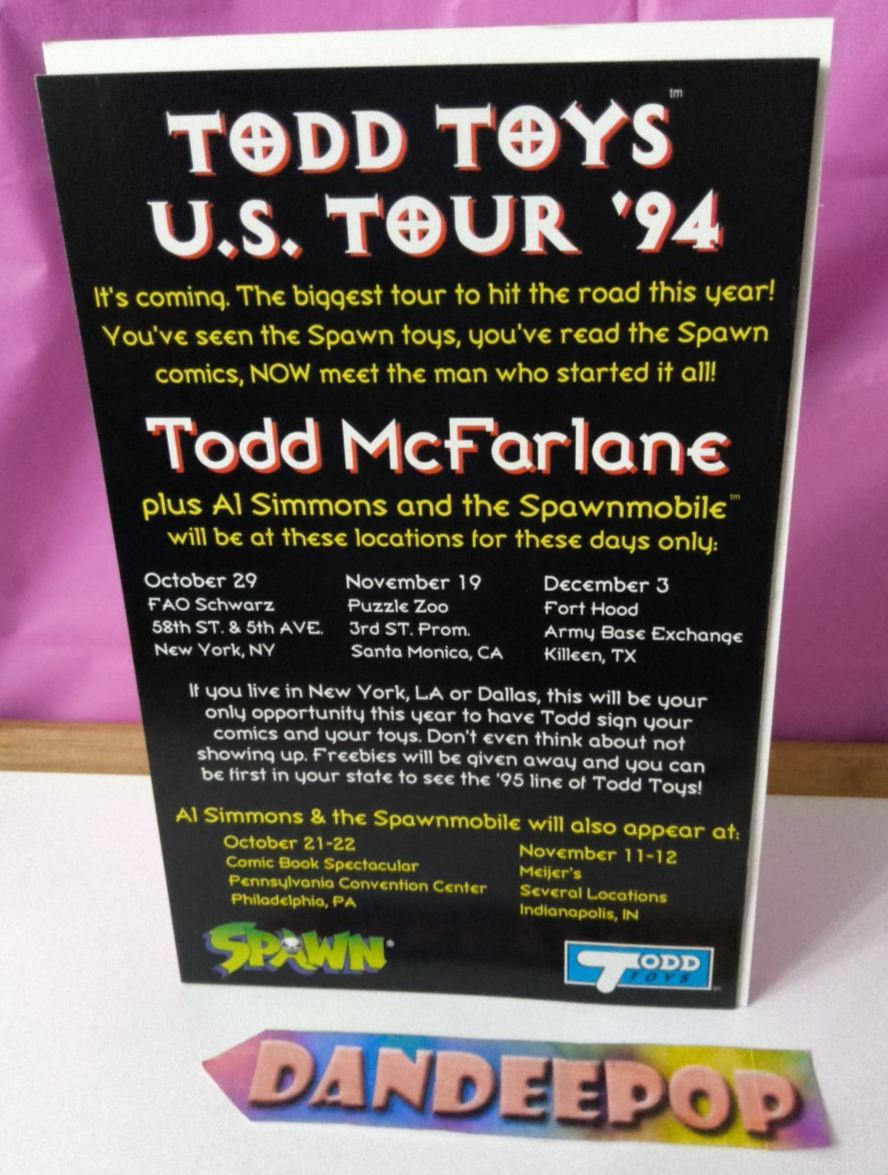 TODD TOYS™
U.S. TOUR '94
It's coming. The biggest tour to hit the road this year!
You've seen the Spawn toys, you've read the Spawn
comics, NOW meet the man who started it all!
Todd McFarlane
plus Al Simmons and the Spawnmobile™
will be at these locations for these days only:
October 29
FAO Schwarz
58th ST. & 5th AVE.
New York, NY
November 19
Puzzle Zoo
3rd ST. Prom.
Santa Monica, CA
December 3
Fort Hood
Army Base Exchange
Killeen, TX
If you live in New York, LA or Dallas, this will be your
only opportunity this year to have Todd sign your
comics and your toys. Don't even think about not
showing up. Freebies will be given away and you can
be first in your state to see the '95 line of Todd Toys!
Al Simmons & the Spawnmobile will also appear at:
October 21-22
Comic Book Spectacular
Pennsylvania Convention Center
Philadelphia, PA
November 11-12
Meijer's
Several Locations
Indianapolis, IN
SPAWN®
TODD
TOYS
DANDEEPOP